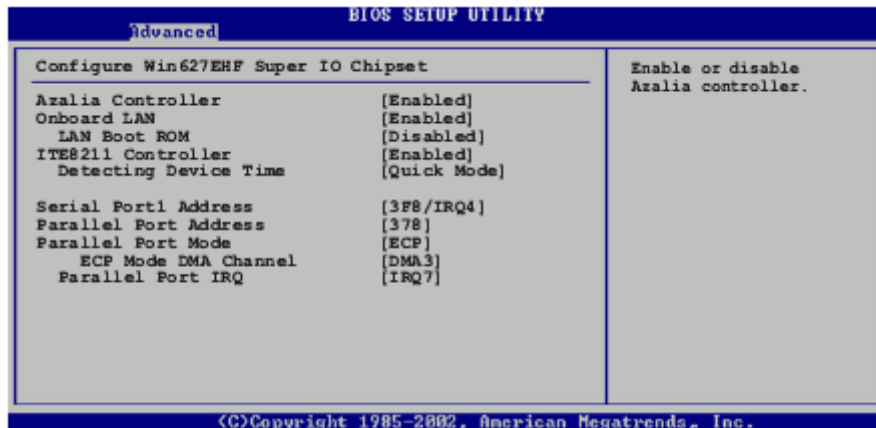 BIOS SETUP UTILITY
Advanced
Configure Win627EHF Super IO Chipset
Azalia Controller [Enabled]
Onboard LAN [Enabled]
LAN Boot ROM [Disabled]
ITE8211 Controller [Enabled]
Detecting Device Time [Quick Mode]
Serial Port1 Address [3F8/IRQ4]
Parallel Port Address [378]
Parallel Port Mode [ECP]
ECP Mode DMA Channel [DMA3]
Parallel Port IRQ [IRQ7]
Enable or disable
Azalia controller.
(C)Copyright 1985-2002, American Megatrends, Inc.